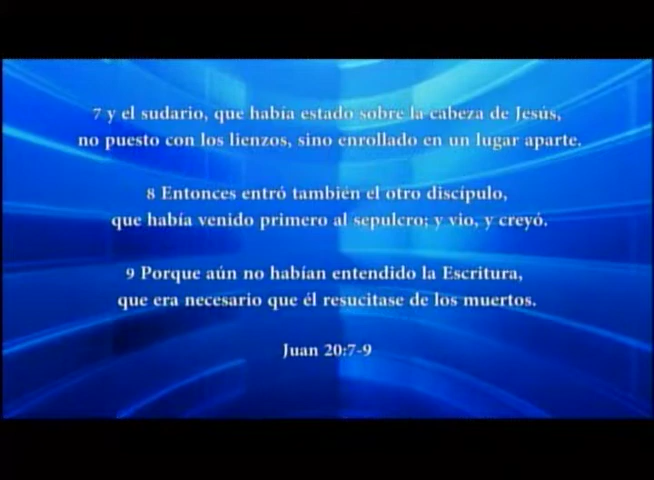 7 y el sudario, que había estado sobre la cabeza de Jesús,
no puesto con los lienzos, sino enrollado en un lugar aparte.
8 Entonces entró también el otro discípulo,
que había venido primero al sepulcro; y vio, y creyó.
9 Porque aún no habían entendido la Escritura,
que era necesario que él resucitase de los muertos.
Juan 20:7-9